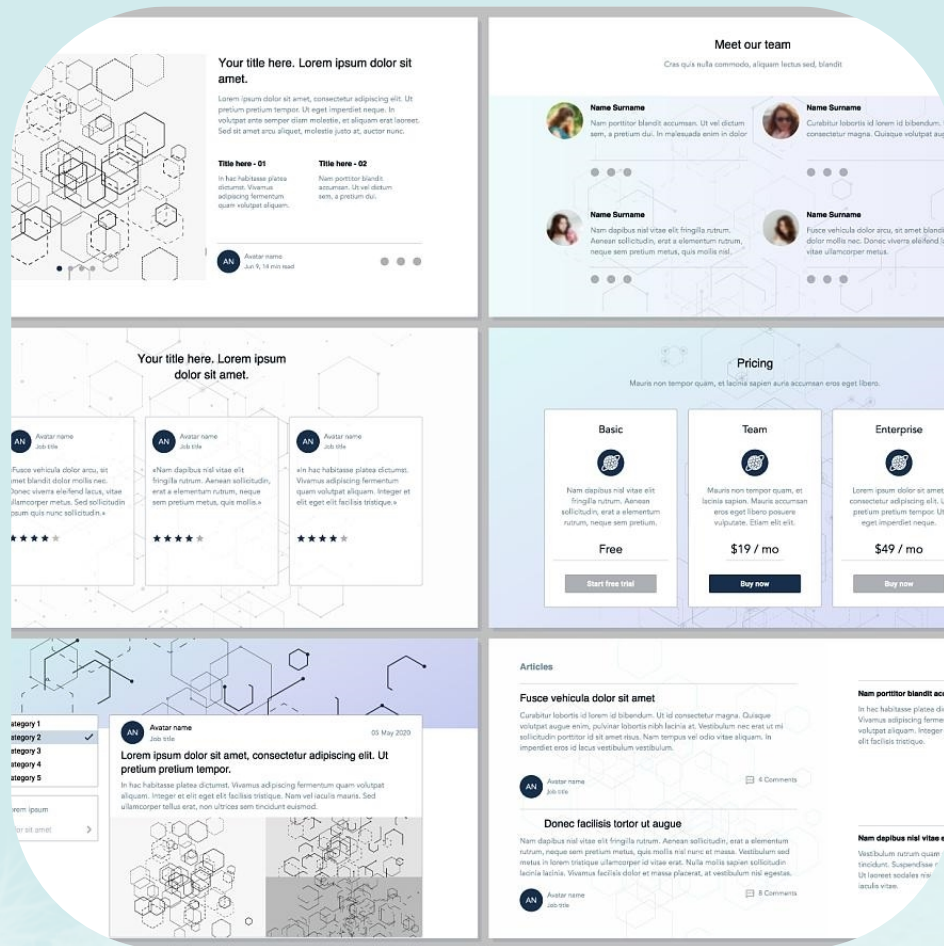 Your title here. Lorem ipsum dolor sit
amet.
Lorem ipsum dolor sit amet, consectetur adipiscing elit. Ut
pretium pretium tempor. Ut eget imperdiet neque. In
volutpat ante semper diam molestie, et aliquam erat laoreet.
Sed sit amet arcu aliquet, molestie justo at, auctor nunc.
Title here - 01
In hac habitasse platea
dictumst. Vivamus
adipiscing fermentum
quam volutpat aliquam.
Title here - 02
Nam porttitor blandit
accumsan. Ut vel dictum
sem, a pretium dui.
AN
Avatar name
Jun 9, 14 min read
Meet our team
Cras quis nulla commodo, aliquam lectus sed, blandit
Name Surname
Nam porttitor blandit accumsan. Ut vel dictum
sem, a pretium dui. In malesuada enim in dolor
Name Surname
Curabitur lobortis id lorem id bibendum.
consectetur magna. Quisque volutpat
Name Surname
Nam dapibus nisl vitae elit fringilla rutrum.
Aenean sollicitudin, erat a elementum rutrum,
neque sem pretium metus, quis mollis nisl.
Name Surname
Fusce vehicula dolor arcu, sit amet
dolor mollis nec. Donec viverra eleifend
vitae ullamcorper metus.
Your title here. Lorem ipsum
dolor sit amet.
AN
Avatar name
Job title
Fusce vehicula dolor arcu, sit
amet blandit dolor mollis nec.
Donec viverra eleifend lacus, vitae
ullamcorper metus. Sed sollicitudin
ipsum quis nunc sollicitudin.»
AN
Avatar name
Job title
«Nam dapibus nisl vitae elit
fringilla rutrum. Aenean sollicitudin,
erat a elementum rutrum, neque
sem pretium metus, quis mollis.»
AN
Avatar name
Job title
«In hac habitasse platea dictumst.
Vivamus adipiscing fermentum
quam volutpat aliquam. Integer et
elit eget elit facilisis tristique.»
Pricing
Mauris non tempor quam, et lacinia sapien auris accumsan eros eget libero.
Basic
Nam dapibus nisl vitae elit
fringilla rutrum. Aenean
sollicitudin, erat a elementum
rutrum, neque sem pretium.
Free
Start free trial
Team
Mauris non tempor quam, et
lacinia sapien. Mauris accumsan
eros eget libero posuere
vulputate. Etiam elit elit.
$19 / mo
Buy now
Enterprise
Lorem ipsum dolor sit amet,
consectetur adipiscing elit.
pretium pretium tempor. Ut
eget imperdiet neque.
$49 / mo
Buy now
ategory 1
ategory 2
ategory 3
ategory 4
ategory 5
rem ipsum
or sit amet
AN
Avatar name
Job title
05 May 2020
Lorem ipsum dolor sit amet, consectetur adipiscing elit. Ut
pretium pretium tempor.
In hac habitasse platea dictumst. Vivamus adipiscing fermentum quam volutpat
aliquam. Integer et elit eget elit facilisis tristique. Nam vel iaculis mauris. Sed
ullamcorper tellus erat, non ultrices sem tincidunt euismod.
Articles
Fusce vehicula dolor sit amet
Curabitur lobortis id lorem id bibendum. Ut id consectetur magna. Quisque
volutpat augue enim, pulvinar lobortis nibh lacinia at. Vestibulum nec erat ut mi
sollicitudin porttitor id sit amet risus. Nam tempus vel odio vitae aliquam. In
imperdiet eros id lacus vestibulum vestibulum.
AN
Avatar name
Job title
4 Comments
Donec facilisis tortor ut augue
Nam dapibus nisl vitae elit fringilla rutrum. Aenean sollicitudin, erat a elementum
rutrum, neque sem pretium metus, quis mollis nisl nunc et massa. Vestibulum sed
metus in lorem tristique ullamcorper id vitae erat. Nulla mollis sapien sollicitudin
lacinia lacinia. Vivamus facilisis dolor et massa placerat, at vestibulum nisl egestas.
AN
Avatar name
Job title
8 Comments
Nam porttitor blandit
In hac habitasse platea
Vivamus adipiscing
volutpat aliquam. Integer
elit facilisis tristique.
Nam dapibus nisl vitae
Vestibulum rutrum quam
tincidunt. Suspendisse
Ut laoreet sodales nisi
iaculis vitae.